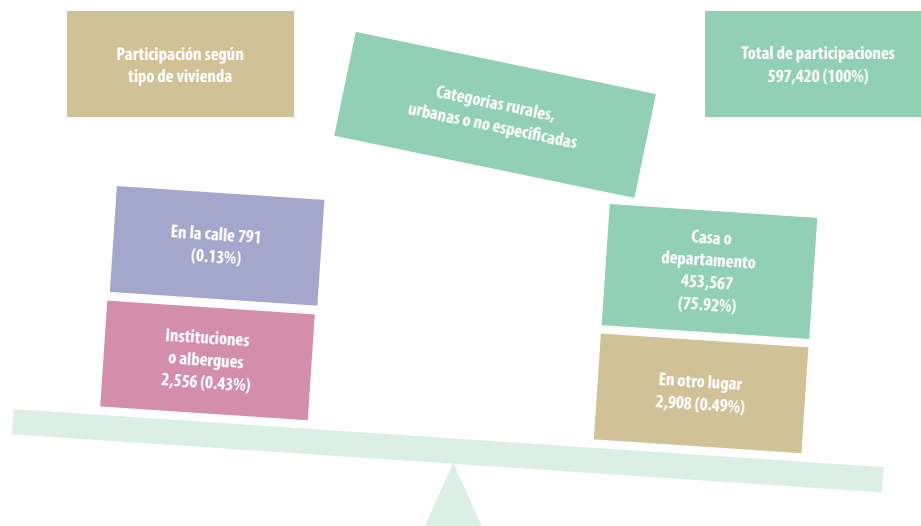 Participación según
tipo de vivienda
Categorias rurales,
urbanas o no especificadas
Total de participaciones
597,420 (100%)
En la calle 791
(0.13%)
Instituciones
o albergues
2,556 (0.43%)
Casa o
departamento
453,567
(75.92%)
En otro lugar
2,908 (0.49%)